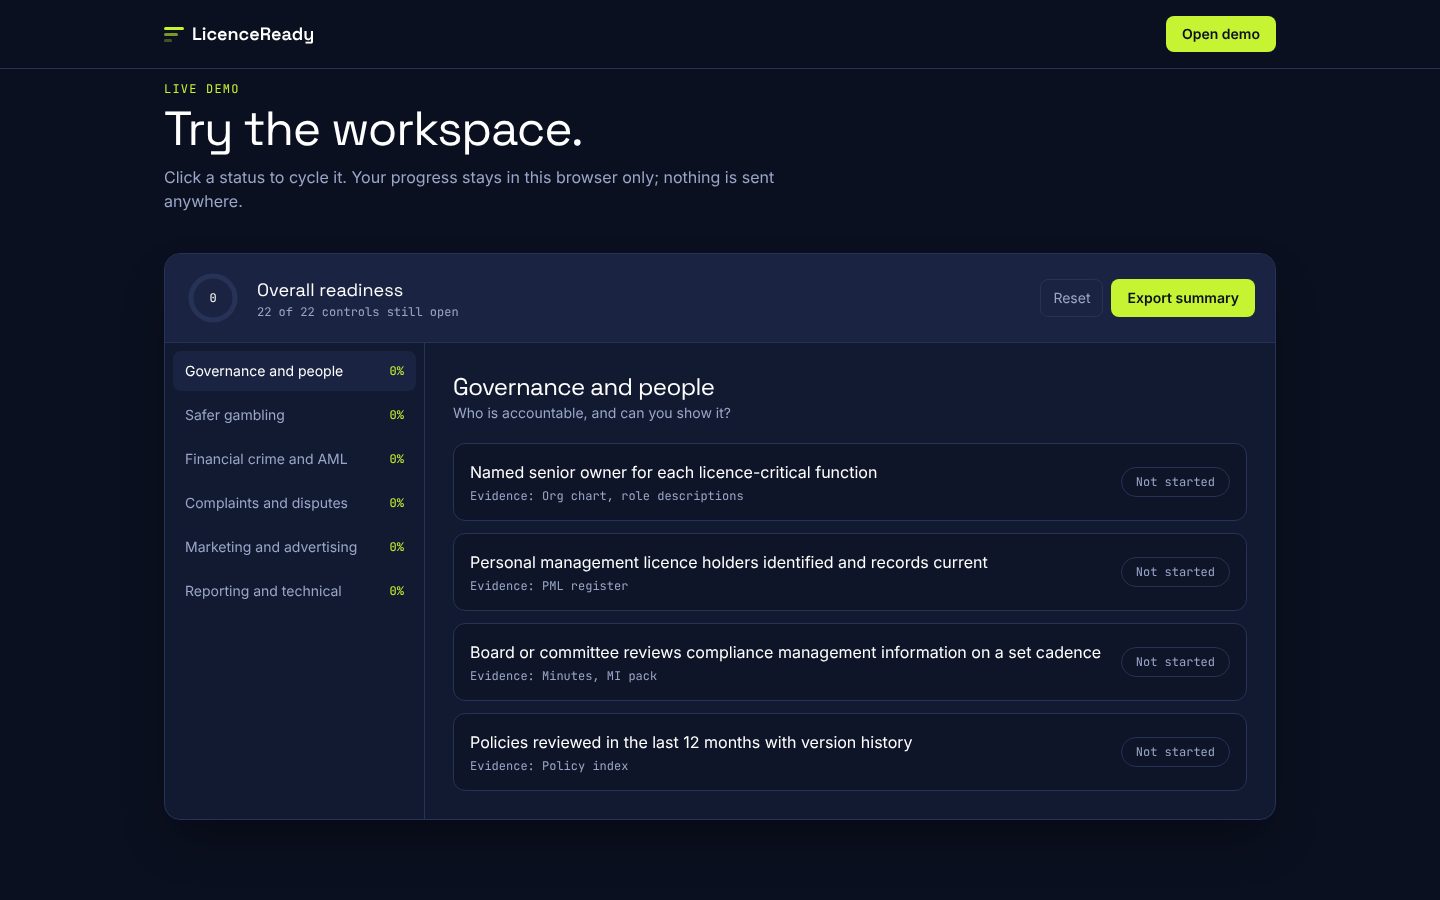 LicenceReady
Open demo
LIVE DEMO
Try the workspace.
Click a status to cycle it. Your progress stays in this browser only; nothing is sent
anywhere.
0
Overall readiness
22 of 22 controls still open
Reset
Export summary
Governance and people 0%
Safer gambling 0%
Financial crime and AML 0%
Complaints and disputes 0%
Marketing and advertising 0%
Reporting and technical 0%
Governance and people
Who is accountable, and can you show it?
Named senior owner for each licence-critical function
Evidence: Org chart, role descriptions
Not started
Personal management licence holders identified and records current
Evidence: PML register
Not started
Board or committee reviews compliance management information on a set cadence
Evidence: Minutes, MI pack
Not started
Policies reviewed in the last 12 months with version history
Evidence: Policy index
Not started